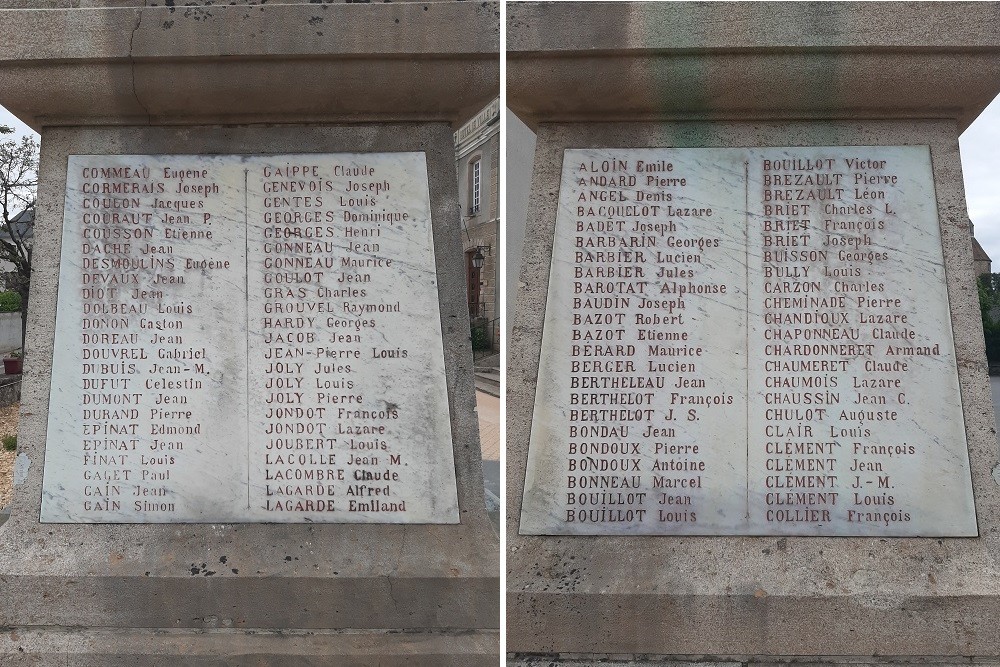 COMMEAU Eugène
CORMERAIS Joseph
COULON Jacques
COURAUT Jean. P.
COUSSON Etienne
DACHÉ Jean
DESMOULINS Eugène
DEVAUX Jean
DIOT Jean
DOLBEAU Louis
DONON Gaston
DOREAU Jean
DOUVREL Gabriel
DUBUIS Jean-M.
DUFUT Celestin
DUMONT Jean
DURAND Pierre
EPINAT Edmond
EPINAT Jean
FINAT Louis
GAGET Paul
GAIN Jean
GAIN Simon
GAIPPE Claude
GENEVOIS Joseph
GENTES Louis
GEORGES Dominique
GEORGES Henri
GONNEAU Jean
GONNEAU Maurice
GOULOT Jean
GRAS Charles
GROUVEL Raymond
HARDY Georges
JACOB Jean
JEAN-PIERRE Louis
JOLY Jules
JOLY Louis
JOLY Pierre
JONDOT François
JONDOT Lazare
JOUBERT Louis
LACOLLE Jean M.
LACOMBRE Claude
LAGARDE Alfred
LAGARDE Emiland
ALOIN Emile
ANDARD Pierre
ANGEL Denis
BACQUELOT Lazare
BADET Joseph
BARBARIN Georges
BARBIER Lucien
BARBIER Jules
BAROTAT Alphonse
BAUDIN Joseph
BAZOT Robert
BAZOT Etienne
BÉRARD Maurice
BERGER Lucien
BERTHELEAU Jean
BERTHELOT François
BERTHELOT J. S.
BONDAU Jean
BONDOUX Pierre
BONDOUX Antoine
BONNEAU Marcel
BOUILLOT Jean
BOUILLOT Louis
BOUILLOT Victor
BREZAULT Pierre
BREZAULT Léon
BRIET Charles L.
BRIET François
BRIET Joseph
BUISSON Georges
BULLY Louis
CARZON Charles
CHEMINADE Pierre
CHANDIOUX Lazare
CHAPONNEAU Claude
CHARDONNERET Armand
CHAUMERET Claude
CHAUMOIS Lazare
CHAUSSIN Jean C.
CHULOT Auguste
CLAIR Louis
CLÉMENT François
CLÉMENT Jean
CLÉMENT J.-M.
CLÉMENT Louis
COLLIER François